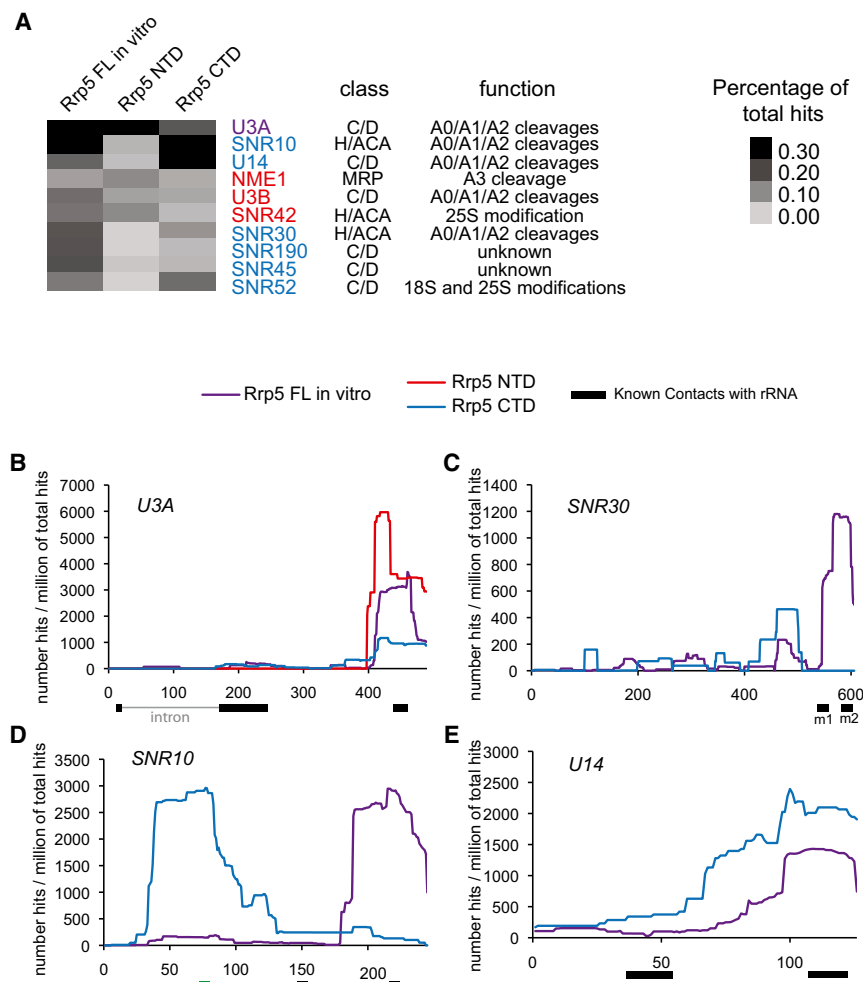 A
Rrp5 FL in vitro
Rrp5 NTD
Rrp5 CTD
class
function
U3A C/D A0/A1/A2 cleavages
SNR10 H/ACA A0/A1/A2 cleavages
U14 C/D A0/A1/A2 cleavages
NME1 MRP A3 cleavage
U3B C/D A0/A1/A2 cleavages
SNR42 H/ACA 25S modification
SNR30 H/ACA A0/A1/A2 cleavages
SNR190 C/D unknown
SNR45 C/D unknown
SNR52 C/D 18S and 25S modifications
Percentage of
total hits
0.30
0.20
0.10
0.00
Rrp5 FL in vitro
Rrp5 NTD
Rrp5 CTD
Known Contacts with rRNA
B
U3A
number hits / million of total hits
7000
6000
5000
4000
3000
2000
1000
0
0 100 200 300 400
intron
C
SNR30
number hits / million of total hits
1400
1200
1000
800
600
400
200
0
0 200 400 600
m1 m2
D
SNR10
number hits / million of total hits
3500
3000
2500
2000
1500
1000
500
0
0 50 100 150 200
E
U14
number hits / million of total hits
3000
2500
2000
1500
1000
500
0
0 50 100